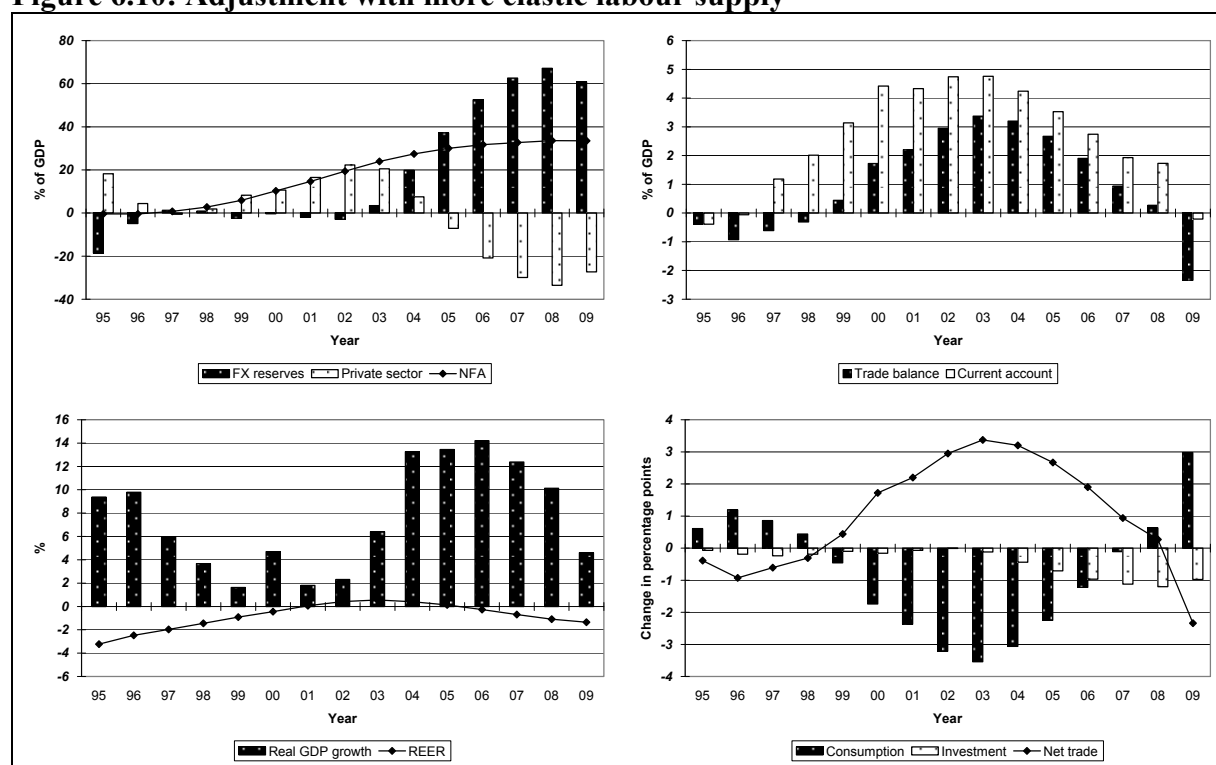 Figure 6.10: Adjustment with more elastic labour supply
80
60
40
20
0
-20
-40
% of GDP
95 96 97 98 99 00 01 02 03 04 05 06 07 08 09
Year
FX reserves Private sector NFA
6
5
4
3
2
1
0
-1
-2
-3
% of GDP
95 96 97 98 99 00 01 02 03 04 05 06 07 08 09
Year
Trade balance Current account
16
14
12
10
8
6
4
2
0
-2
-4
-6
%
95 96 97 98 99 00 01 02 03 04 05 06 07 08 09
Year
Real GDP growth REER
4
3
2
1
0
-1
-2
-3
-4
Change in percentage points
95 96 97 98 99 00 01 02 03 04 05 06 07 08 09
Year
Consumption Investment Net trade